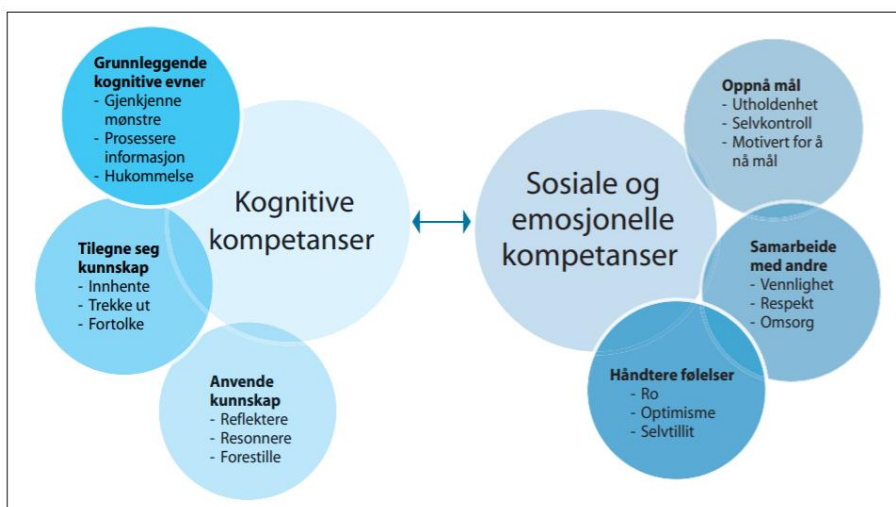 Grunnleggende
kognitive evner
- Gjenkjenne
mønstre
- Prosessere
informasjon
- Hukommelse
Kognitive
kompetanser
Tilegne seg
kunnskap
- Innhente
- Trekke ut
- Fortolke
Anvende
kunnskap
- Reflektere
- Resonnere
- Forestille
Sosiale og
emosjonelle
kompetanser
Oppnå mål
- Utholdenhet
- Selvkontroll
- Motivert for å
nå mål
Samarbeide
med andre
- Vennlighet
- Respekt
- Omsorg
Håndtere følelser
- Ro
- Optimisme
- Selvtillit